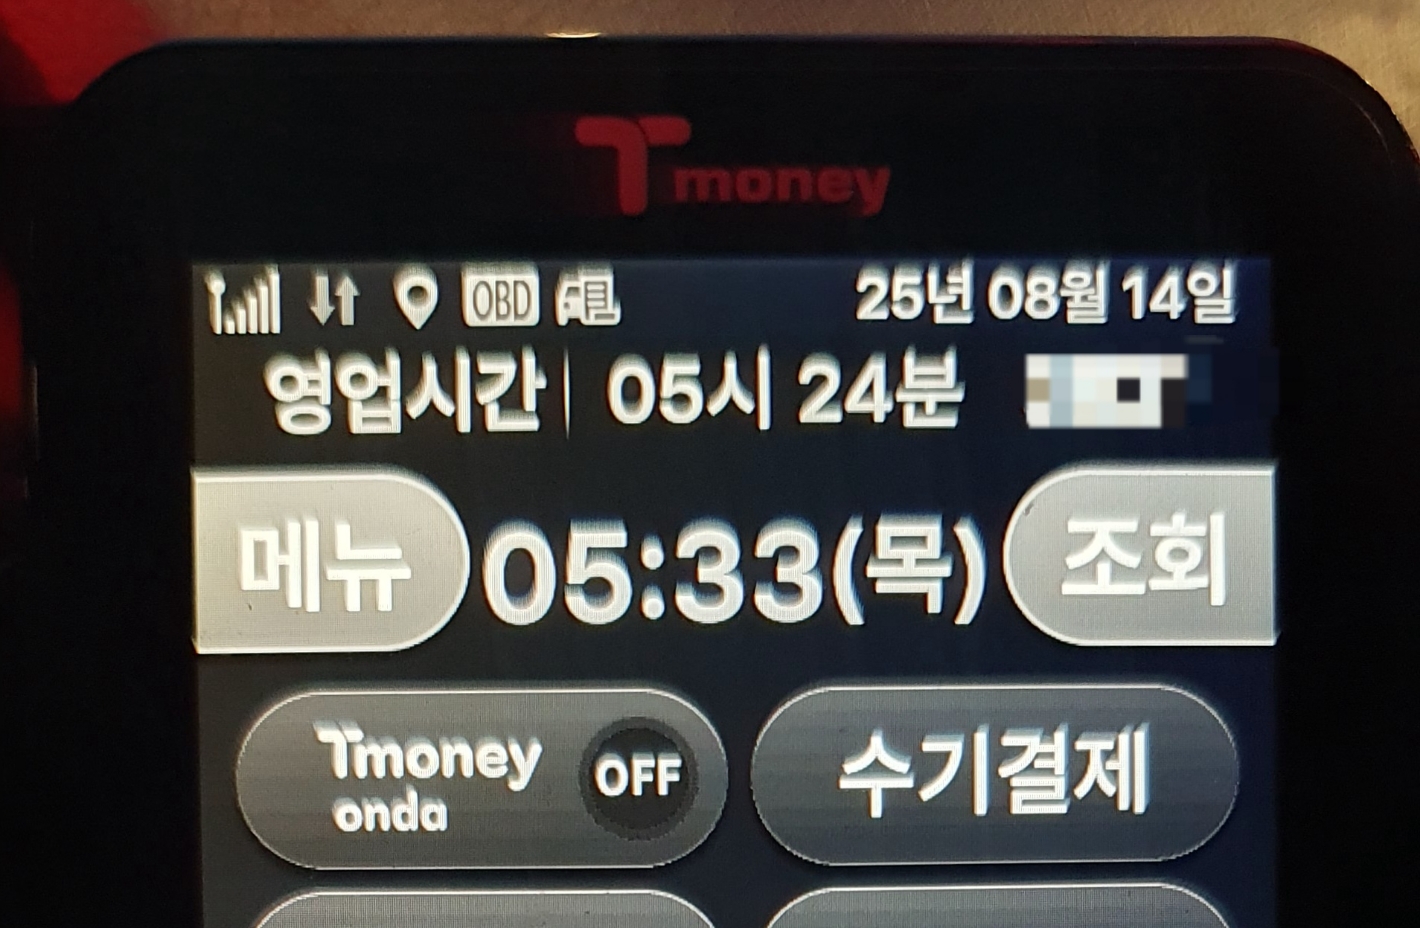 Tmoney
OBD 25년 08월 14일
영업시간 | 05시 24분
메뉴 05:33(목) 조회
Tmoney onda OFF 수기결제